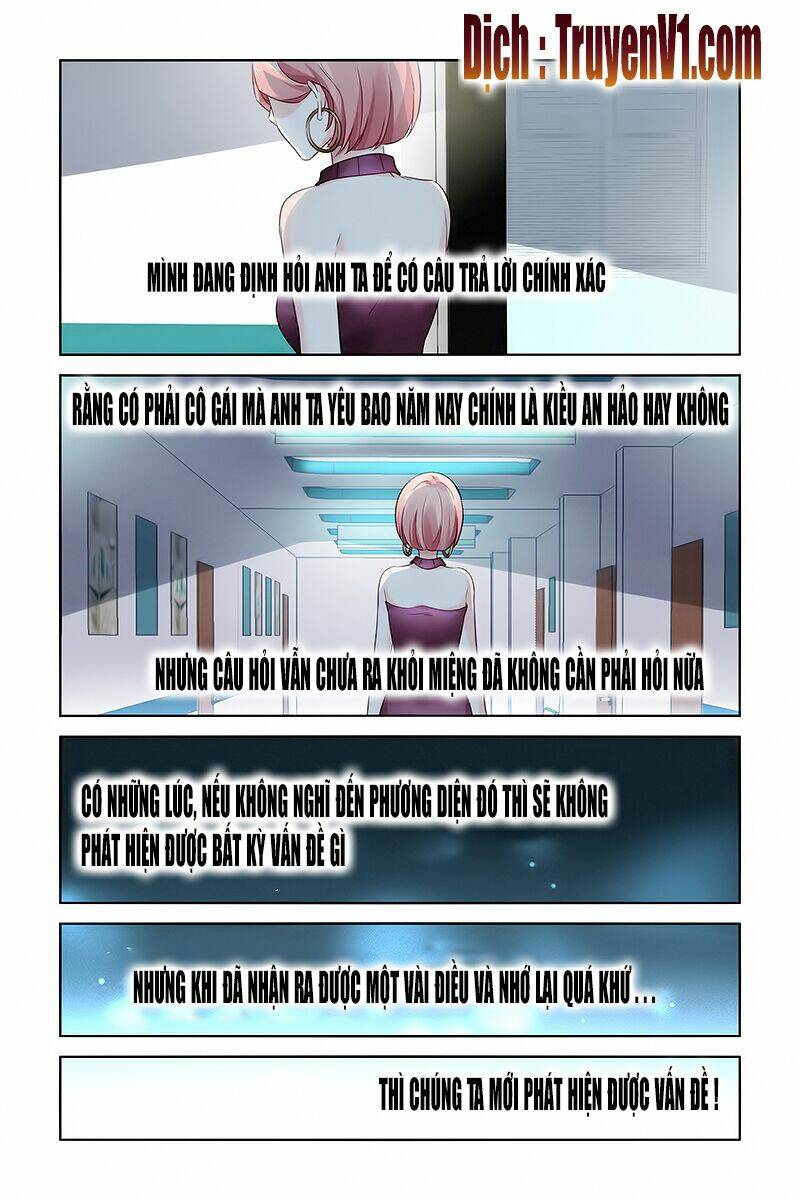 Dịch : TruyenV1.com
MÌNH ĐANG ĐỊNH HỎI ANH TA ĐỂ CÓ CÂU TRẢ LỜI CHÍNH XÁC
RẰNG CÓ PHẢI CÔ GÁI MÀ ANH TA YÊU BAO NĂM NAY CHÍNH LÀ KIỀU AN HẢO HAY KHÔNG
NHƯNG CÂU HỎI VẪN CHƯA RA KHỎI MIỆNG ĐÃ KHÔNG CẦN PHẢI HỎI NỮA
CÓ NHỮNG LÚC, NẾU KHÔNG NGHĨ ĐẾN PHƯƠNG DIỆN ĐÓ THÌ SẼ KHÔNG
PHÁT HIỆN ĐƯỢC BẤT KỲ VẤN ĐỀ GÌ
NHƯNG KHI ĐÃ NHẬN RA ĐƯỢC MỘT VÀI ĐIỀU VÀ NHỚ LẠI QUÁ KHỨ . . .
THÌ CHÚNG TA MỚI PHÁT HIỆN ĐƯỢC VẤN ĐỀ !